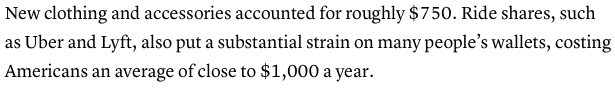 New clothing and accessories accounted for roughly $750. Ride shares, such
as Uber and Lyft, also put a substantial strain on many people’s wallets, costing
Americans an average of close to $1,000 a year.